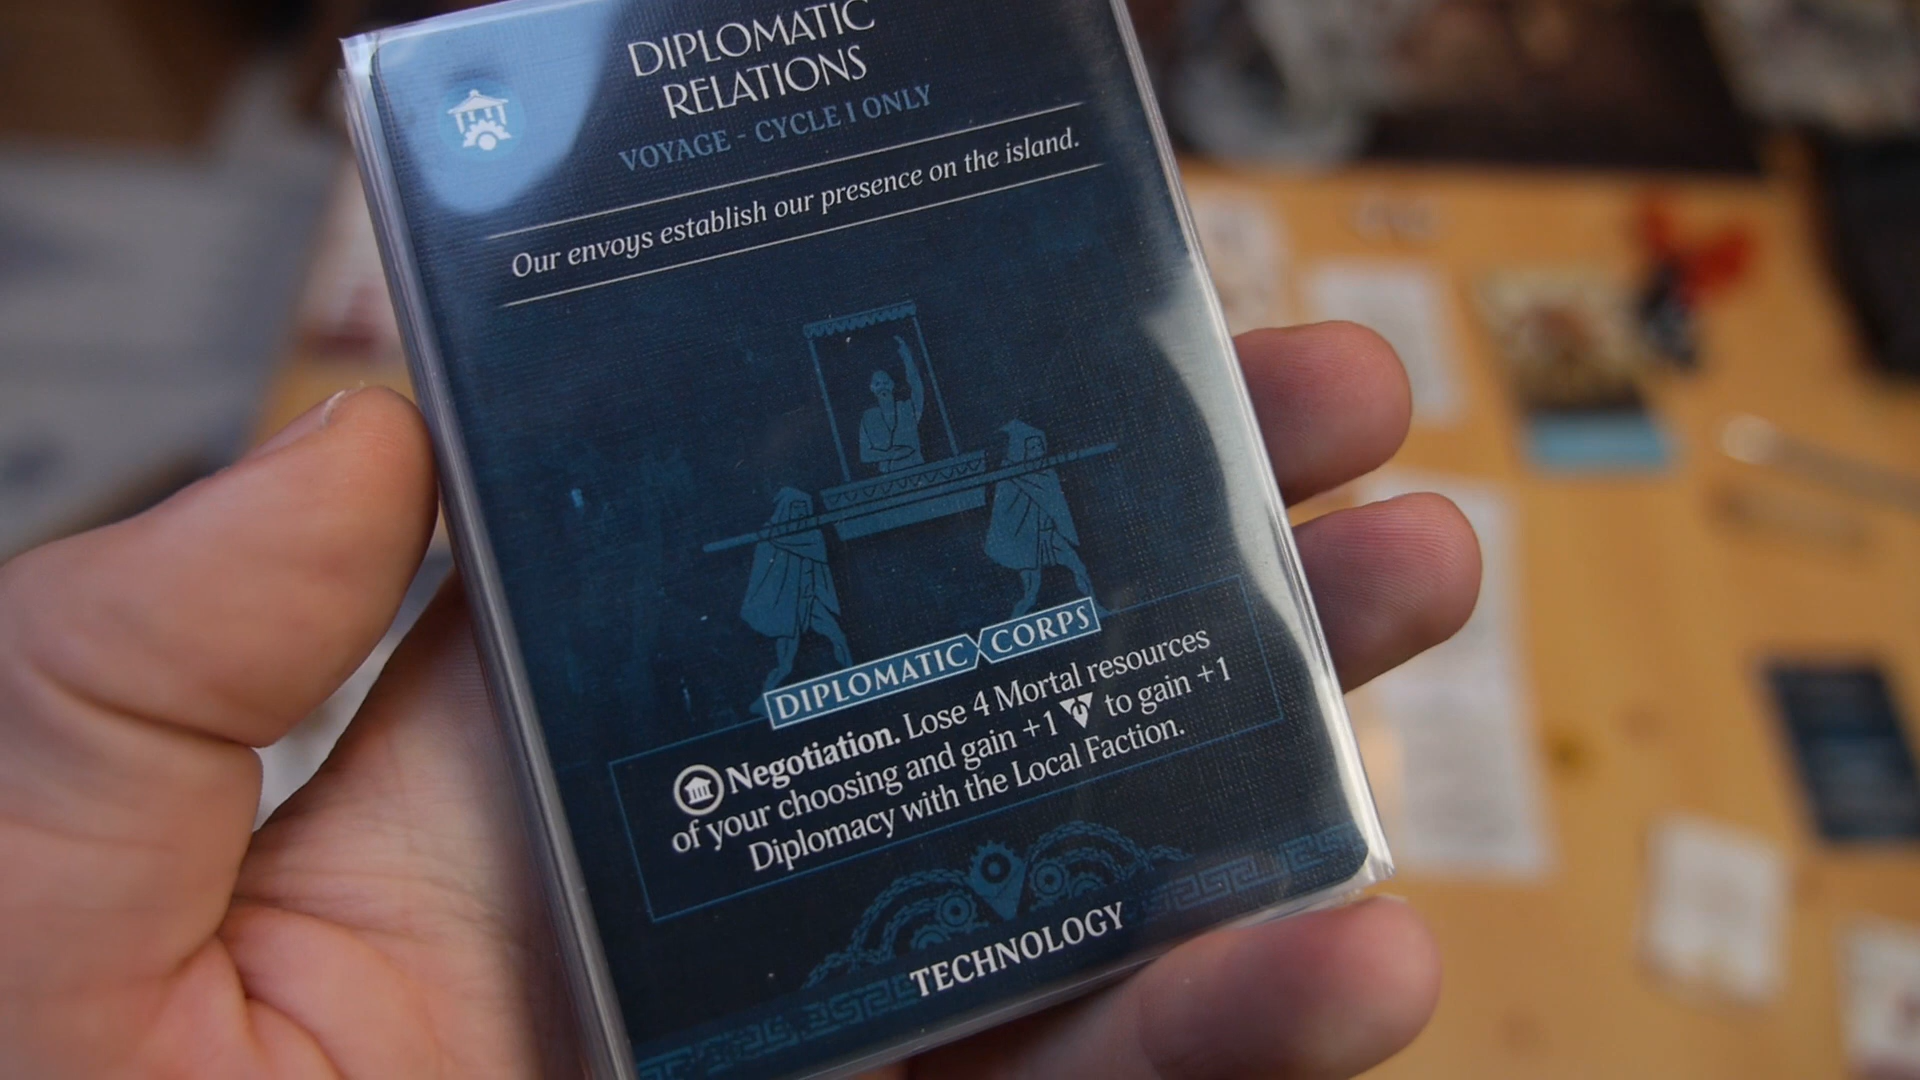 DIPLOMATIC
RELATIONS
VOYAGE - CYCLE I ONLY
Our envoys establish our presence on the island.
DIPLOMATIC CORPS
Negotiation. Lose 4 Mortal resources
of your choosing and gain +1 to gain +1
Diplomacy with the Local Faction.
TECHNOLOGY